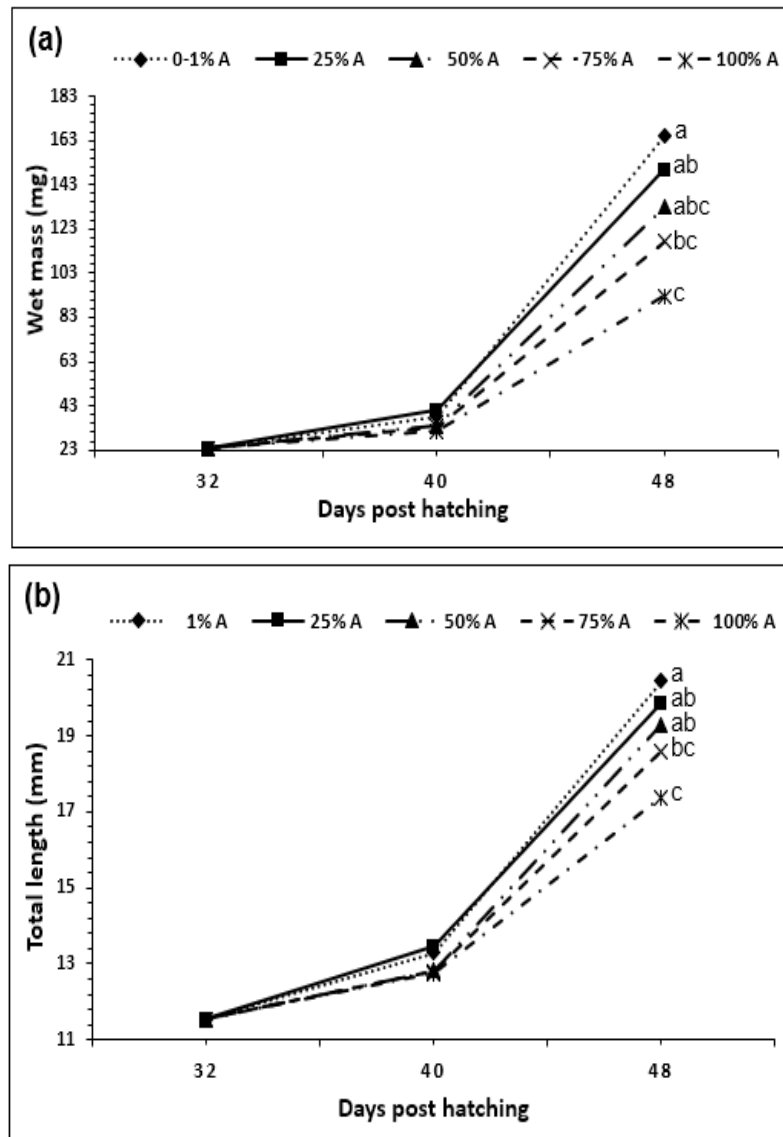 (a)
0-1% A 25% A 50% A 75% A 100% A
183
163
a
143
ab
123
abc
103
bc
83
c
63
43
23
Wet mass (mg)
32 40 48
Days post hatching
(b)
1% A 25% A 50% A 75% A 100% A
21
a
19
ab
ab
bc
17
c
15
13
11
Total length (mm)
32 40 48
Days post hatching